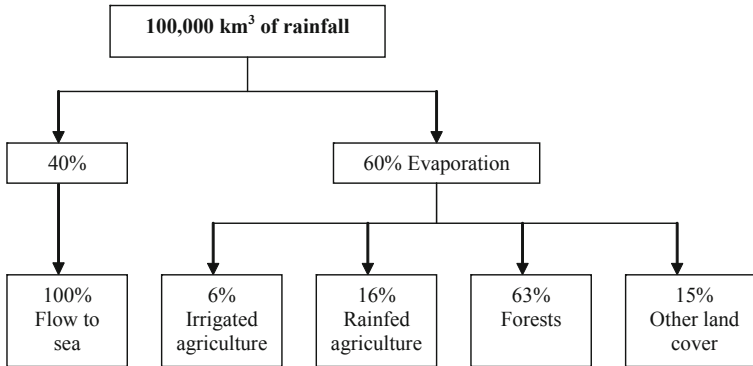 100,000 km³ of rainfall
40%
60% Evaporation
100%
Flow to
sea
6%
Irrigated
agriculture
16%
Rainfed
agriculture
63%
Forests
15%
Other land
cover